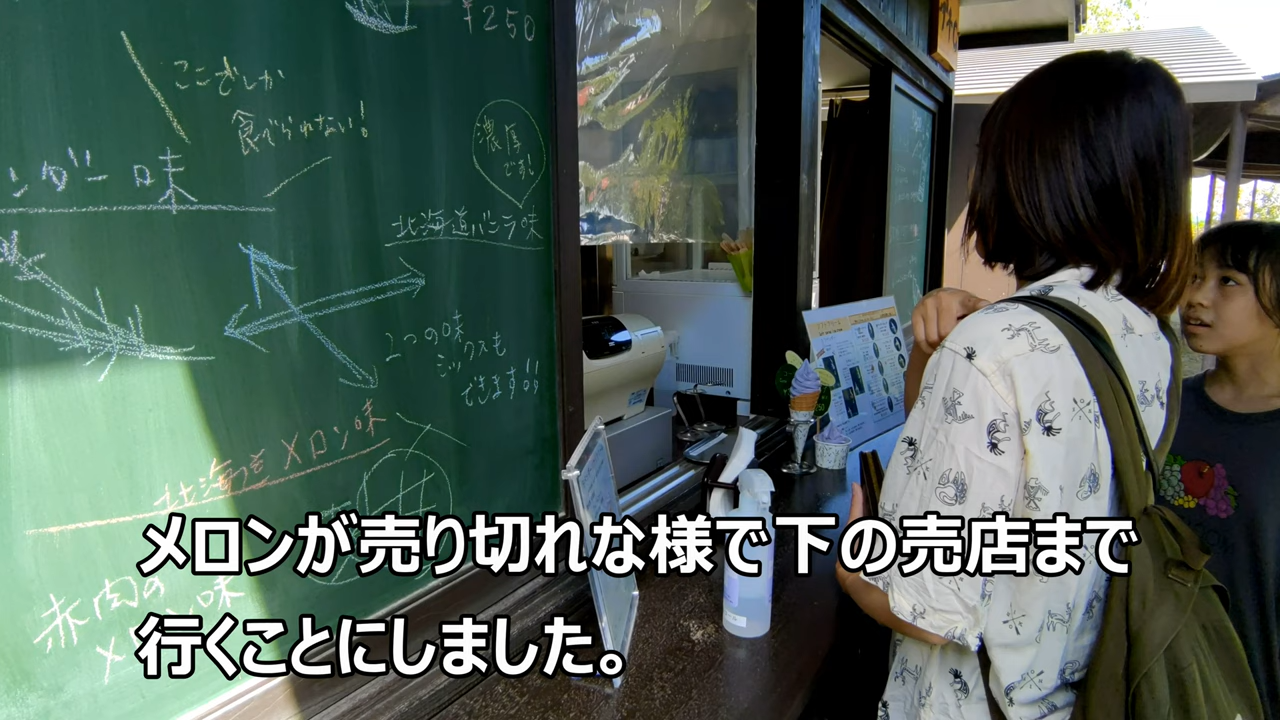 ¥250
ここでしか
食べられない！
ンダー味
濃厚
です!
北海道バニラ味
2つの味
ミックスも
できます!!
北海道メロン味
赤肉の
メロン味
メロンが売り切れな様で下の売店まで
行くことにしました。